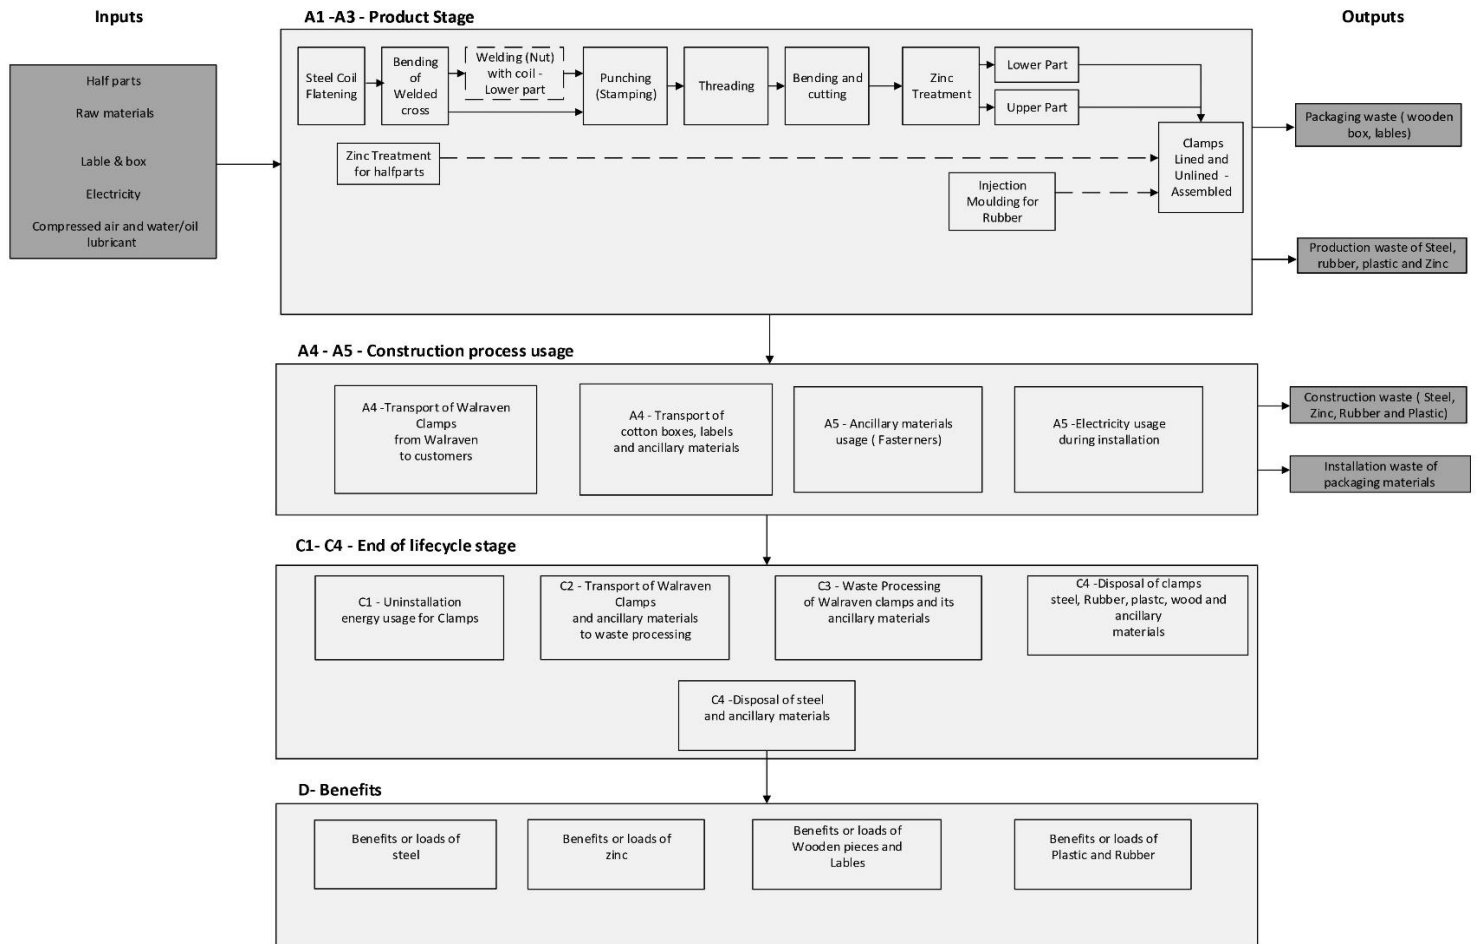 Inputs
A1 -A3 - Product Stage
Outputs
Half parts
Raw materials
Lable & box
Electricity
Compressed air and water/oil
lubricant
Steel Coil
Flatening
Bending
of
Welded
cross
Welding (Nut)
with coil -
Lower part
Punching
(Stamping)
Threading
Bending and
cutting
Zinc
Treatment
Lower Part
Upper Part
Zinc Treatment
for halfparts
Injection
Moulding for
Rubber
Clamps
Lined and
Unlined -
Assembled
Packaging waste ( wooden
box, lables)
Production waste of Steel,
rubber, plastic and Zinc
A4 - A5 - Construction process usage
A4 -Transport of Walraven
Clamps
from Walraven
to customers
A4 - Transport of
cotton boxes, labels
and ancillary materials
A5 - Ancillary materials
usage ( Fasterners)
A5 -Electricity usage
during installation
Construction waste ( Steel,
Zinc, Rubber and Plastic)
Installation waste of
packaging materials
C1- C4 - End of lifecycle stage
C1 - Uninstallation
energy usage for Clamps
C2 - Transport of Walraven
Clamps
and ancillary materials
to waste processing
C3 - Waste Processing
of Walraven clamps and its
ancillary materials
C4 -Disposal of clamps
steel, Rubber, plastc, wood and
ancillary
materials
C4 -Disposal of steel
and ancillary materials
D- Benefits
Benefits or loads of
steel
Benefits or loads of
zinc
Benefits or loads of
Wooden pieces and
Lables
Benefits or loads of
Plastic and Rubber